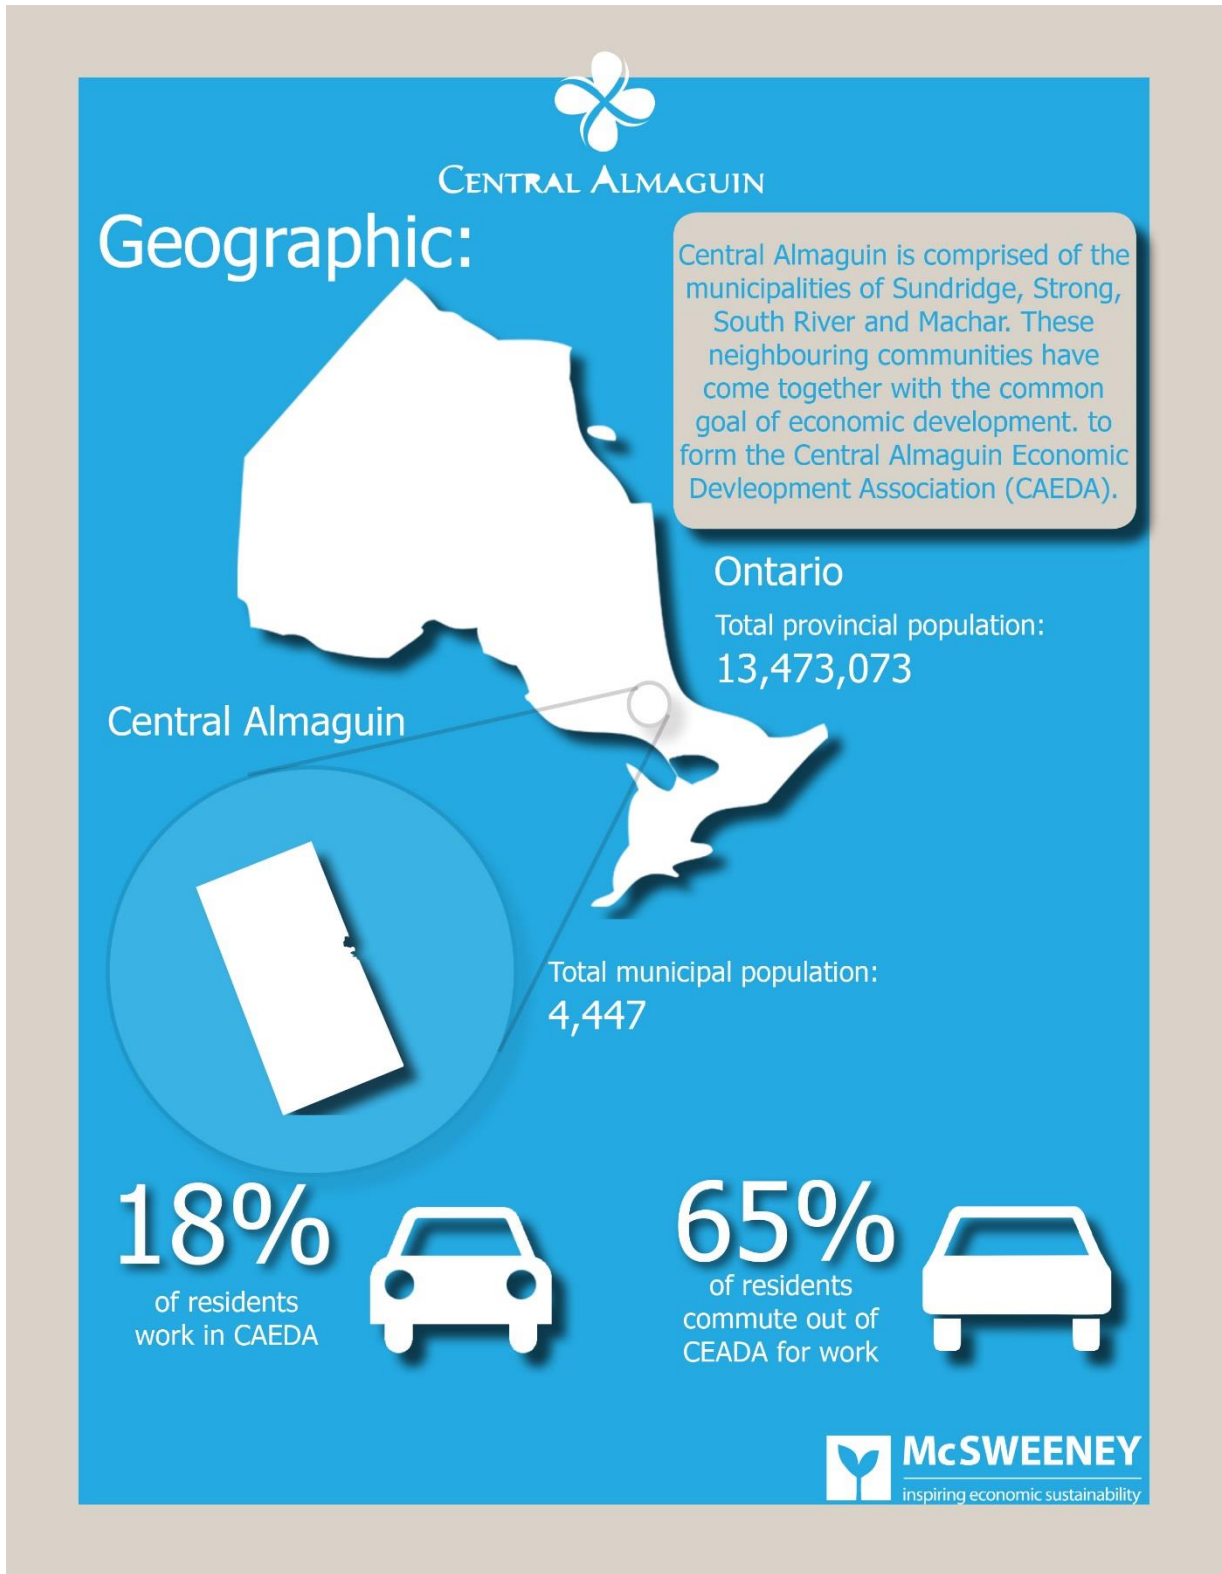 CENTRAL ALMAGUIN
Geographic:
Central Almaguin is comprised of the
municipalities of Sundridge, Strong,
South River and Machar. These
neighbouring communities have
come together with the common
goal of economic development. to
form the Central Almaguin Economic
Devleopment Association (CAEDA).
Ontario
Total provincial population:
13,473,073
Central Almaguin
Total municipal population:
4,447
18%
of residents
work in CAEDA
65%
of residents
commute out of
CEADA for work
McSWEENEY
inspiring economic sustainability